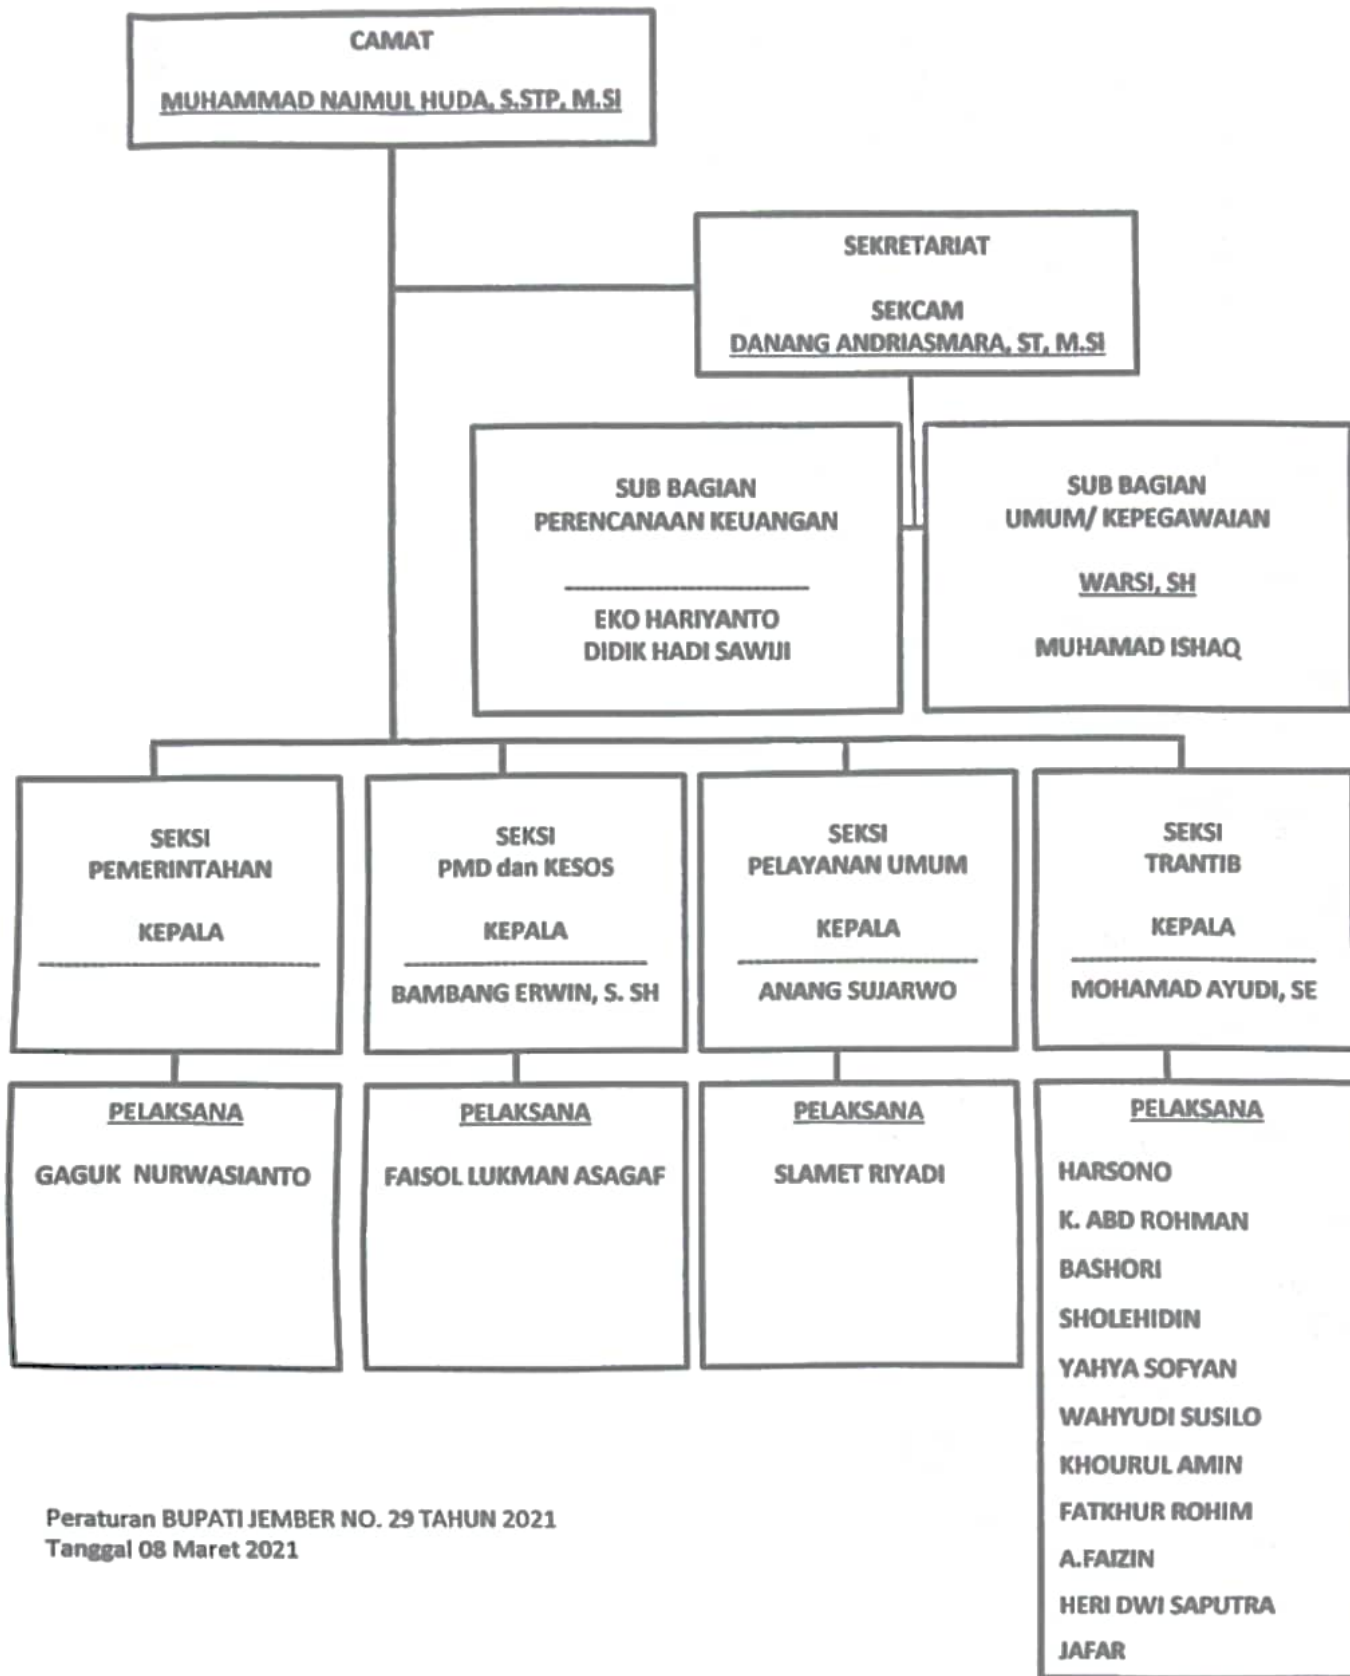 CAMAT
MUHAMMAD NAJMUL HUDA, S.STP, M.Si
SEKRETARIAT
SEKCAM
DANANG ANDRIASMARA, ST, M.Si
SUB BAGIAN
PERENCANAAN KEUANGAN
EKO HARIYANTO
DIDIK HADI SAWIJI
SUB BAGIAN
UMUM/ KEPEGAWAIAN
WARSI, SH
MUHAMAD ISHAQ
SEKSI
PEMERINTAHAN
KEPALA
SEKSI
PMD dan KESOS
KEPALA
BAMBANG ERWIN, S. SH
SEKSI
PELAYANAN UMUM
KEPALA
ANANG SUJARWO
SEKSI
TRANTIB
KEPALA
MOHAMAD AYUDI, SE
PELAKSANA
GAGUK NURWASIANTO
PELAKSANA
FAISOL LUKMAN ASAGAF
PELAKSANA
SLAMET RIYADI
PELAKSANA
HARSONO
K. ABD ROHMAN
BASHORI
SHOLEHIDIN
YAHYA SOFYAN
WAHYUDI SUSILO
KHOURUL AMIN
FATKHUR ROHIM
A.FAIZIN
HERI DWI SAPUTRA
JAFAR
Peraturan BUPATI JEMBER NO. 29 TAHUN 2021
Tanggal 08 Maret 2021